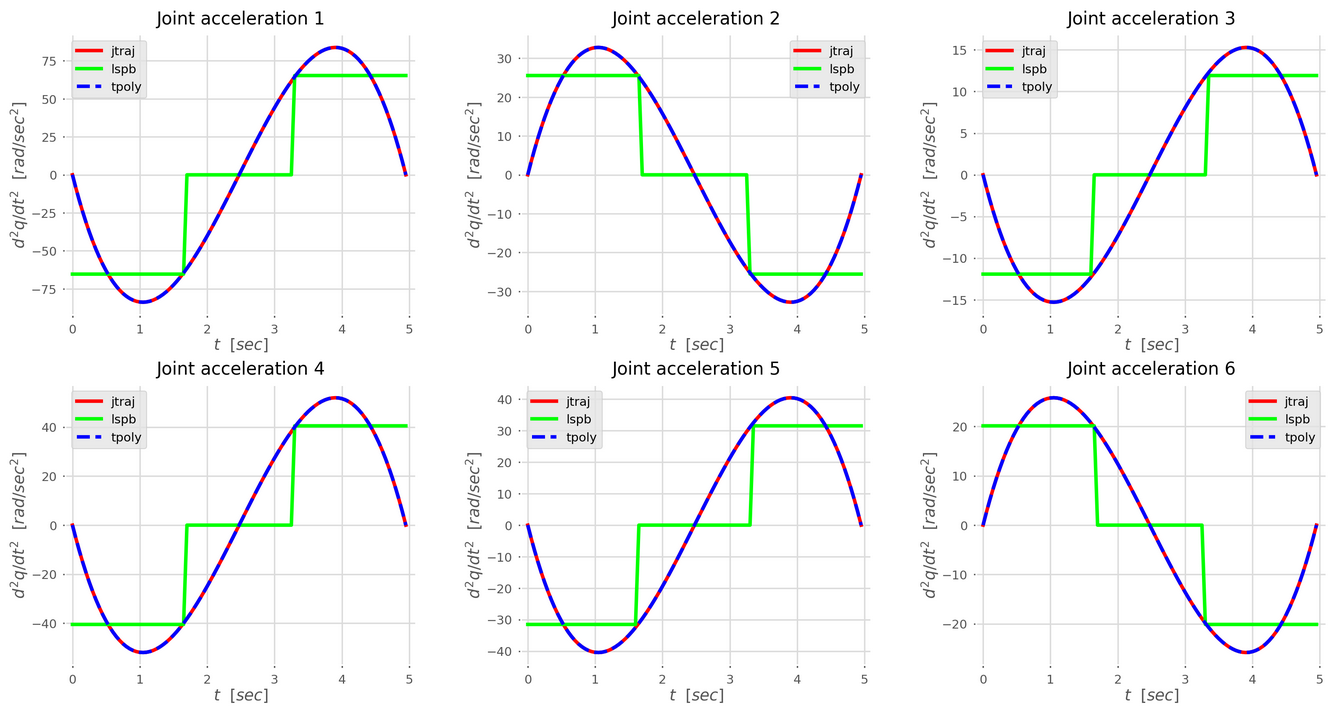 Joint acceleration 1
jtraj
lspb
tpoly
75
50
25
0
−25
−50
−75
d²q/dt² [rad/sec²]
0 1 2 3 4 5
t [sec]
Joint acceleration 2
jtraj
lspb
tpoly
30
20
10
0
−10
−20
−30
d²q/dt² [rad/sec²]
0 1 2 3 4 5
t [sec]
Joint acceleration 3
jtraj
lspb
tpoly
15
10
5
0
−5
−10
−15
d²q/dt² [rad/sec²]
0 1 2 3 4 5
t [sec]
Joint acceleration 4
jtraj
lspb
tpoly
40
20
0
−20
−40
d²q/dt² [rad/sec²]
0 1 2 3 4 5
t [sec]
Joint acceleration 5
jtraj
lspb
tpoly
40
30
20
10
0
−10
−20
−30
−40
d²q/dt² [rad/sec²]
0 1 2 3 4 5
t [sec]
Joint acceleration 6
jtraj
lspb
tpoly
20
10
0
−10
−20
d²q/dt² [rad/sec²]
0 1 2 3 4 5
t [sec]